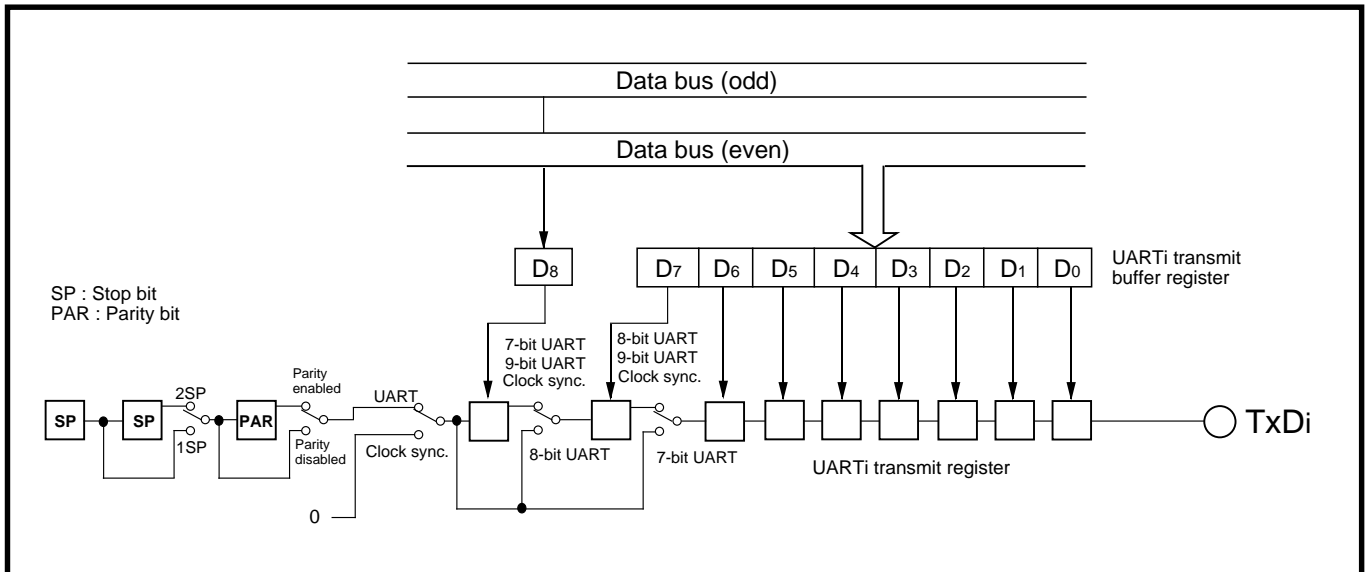 Data bus (odd)
Data bus (even)
D8
D7 D6 D5 D4 D3 D2 D1 D0
UARTi transmit
buffer register
SP : Stop bit
PAR : Parity bit
7-bit UART
9-bit UART
Clock sync.
8-bit UART
9-bit UART
Clock sync.
2SP
Parity
enabled
UART
SP
SP
PAR
TxDi
1SP
Parity
disabled
Clock sync.
8-bit UART
7-bit UART
UARTi transmit register
0